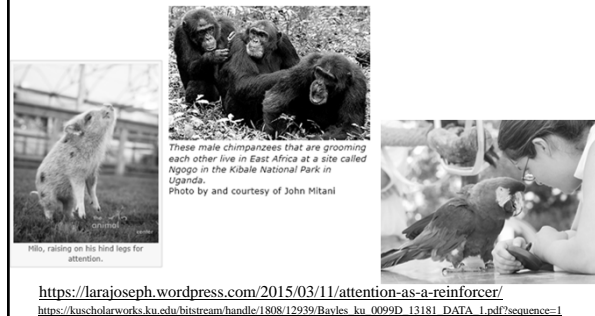 These male chimpanzees that are grooming
each other live in East Africa at a site called
Ngogo in the Kibale National Park in
Uganda.
Photo by and courtesy of John Mitani
the
animal
center
Milo, raising on his hind legs for
attention.
https://larajoseph.wordpress.com/2015/03/11/attention-as-a-reinforcer/
https://kuscholarworks.ku.edu/bitstream/handle/1808/12939/Bayles_ku_0099D_13181_DATA_1.pdf?sequence=1